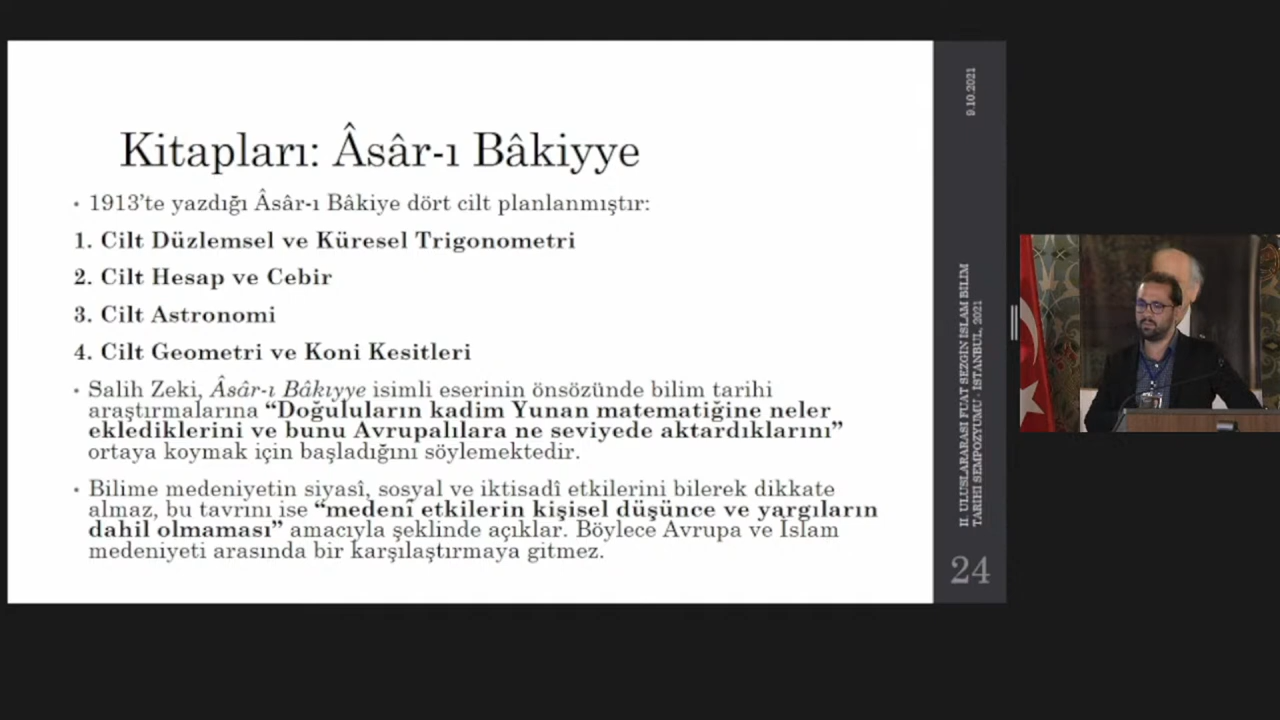 Kitapları: Âsâr-ı Bâkiyye
• 1913’te yazdığı Âsâr-ı Bâkiye dört cilt planlanmıştır:
1. Cilt Düzlemsel ve Küresel Trigonometri
2. Cilt Hesap ve Cebir
3. Cilt Astronomi
4. Cilt Geometri ve Koni Kesitleri
• Salih Zeki, Âsâr-ı Bâkıyye isimli eserinin önsözünde bilim tarihi
araştırmalarına “Doğuluların kadim Yunan matematiğine neler
eklediklerini ve bunu Avrupalılara ne seviyede aktardıklarını”
ortaya koymak için başladığını söylemektedir.
• Bilime medeniyetin siyasî, sosyal ve iktisadî etkilerini bilerek dikkate
almaz, bu tavrını ise “medenî etkilerin kişisel düşünce ve yargıların
dahil olmaması” amacıyla şeklinde açıklar. Böylece Avrupa ve İslam
medeniyeti arasında bir karşılaştırmaya gitmez.
9.10.2021
II. ULUSLARARASI FUAT SEZGİN İSLAM BİLİM
TARİHİ SEMPOZYUMU - İSTANBUL, 2021
24